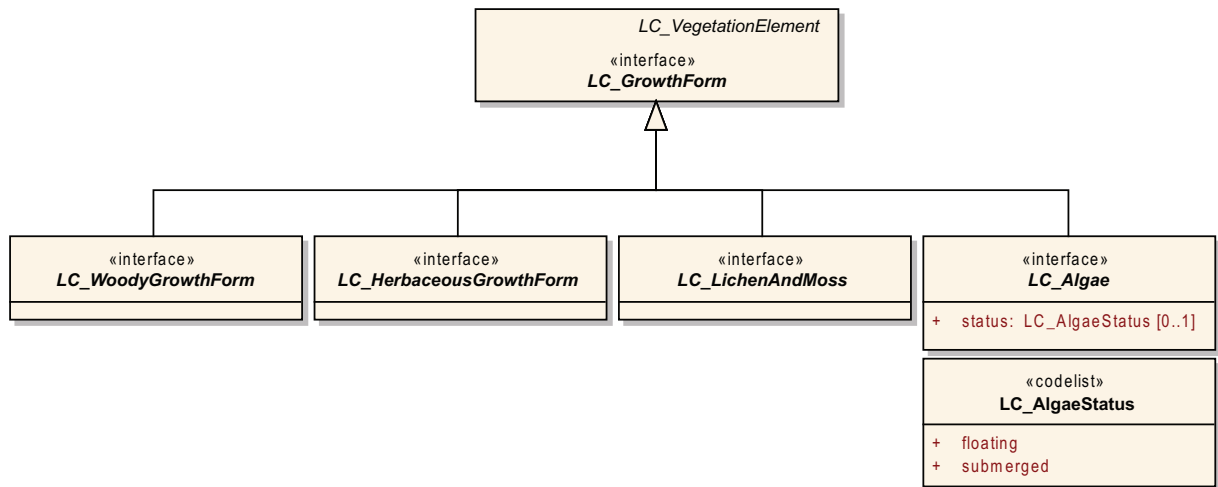 LC_VegetationElement
«interface»
LC_GrowthForm
«interface»
LC_WoodyGrowthForm
«interface»
LC_HerbaceousGrowthForm
«interface»
LC_LichenAndMoss
«interface»
LC_Algae
+ status: LC_AlgaeStatus [0..1]
«codelist»
LC_AlgaeStatus
+ floating
+ submerged